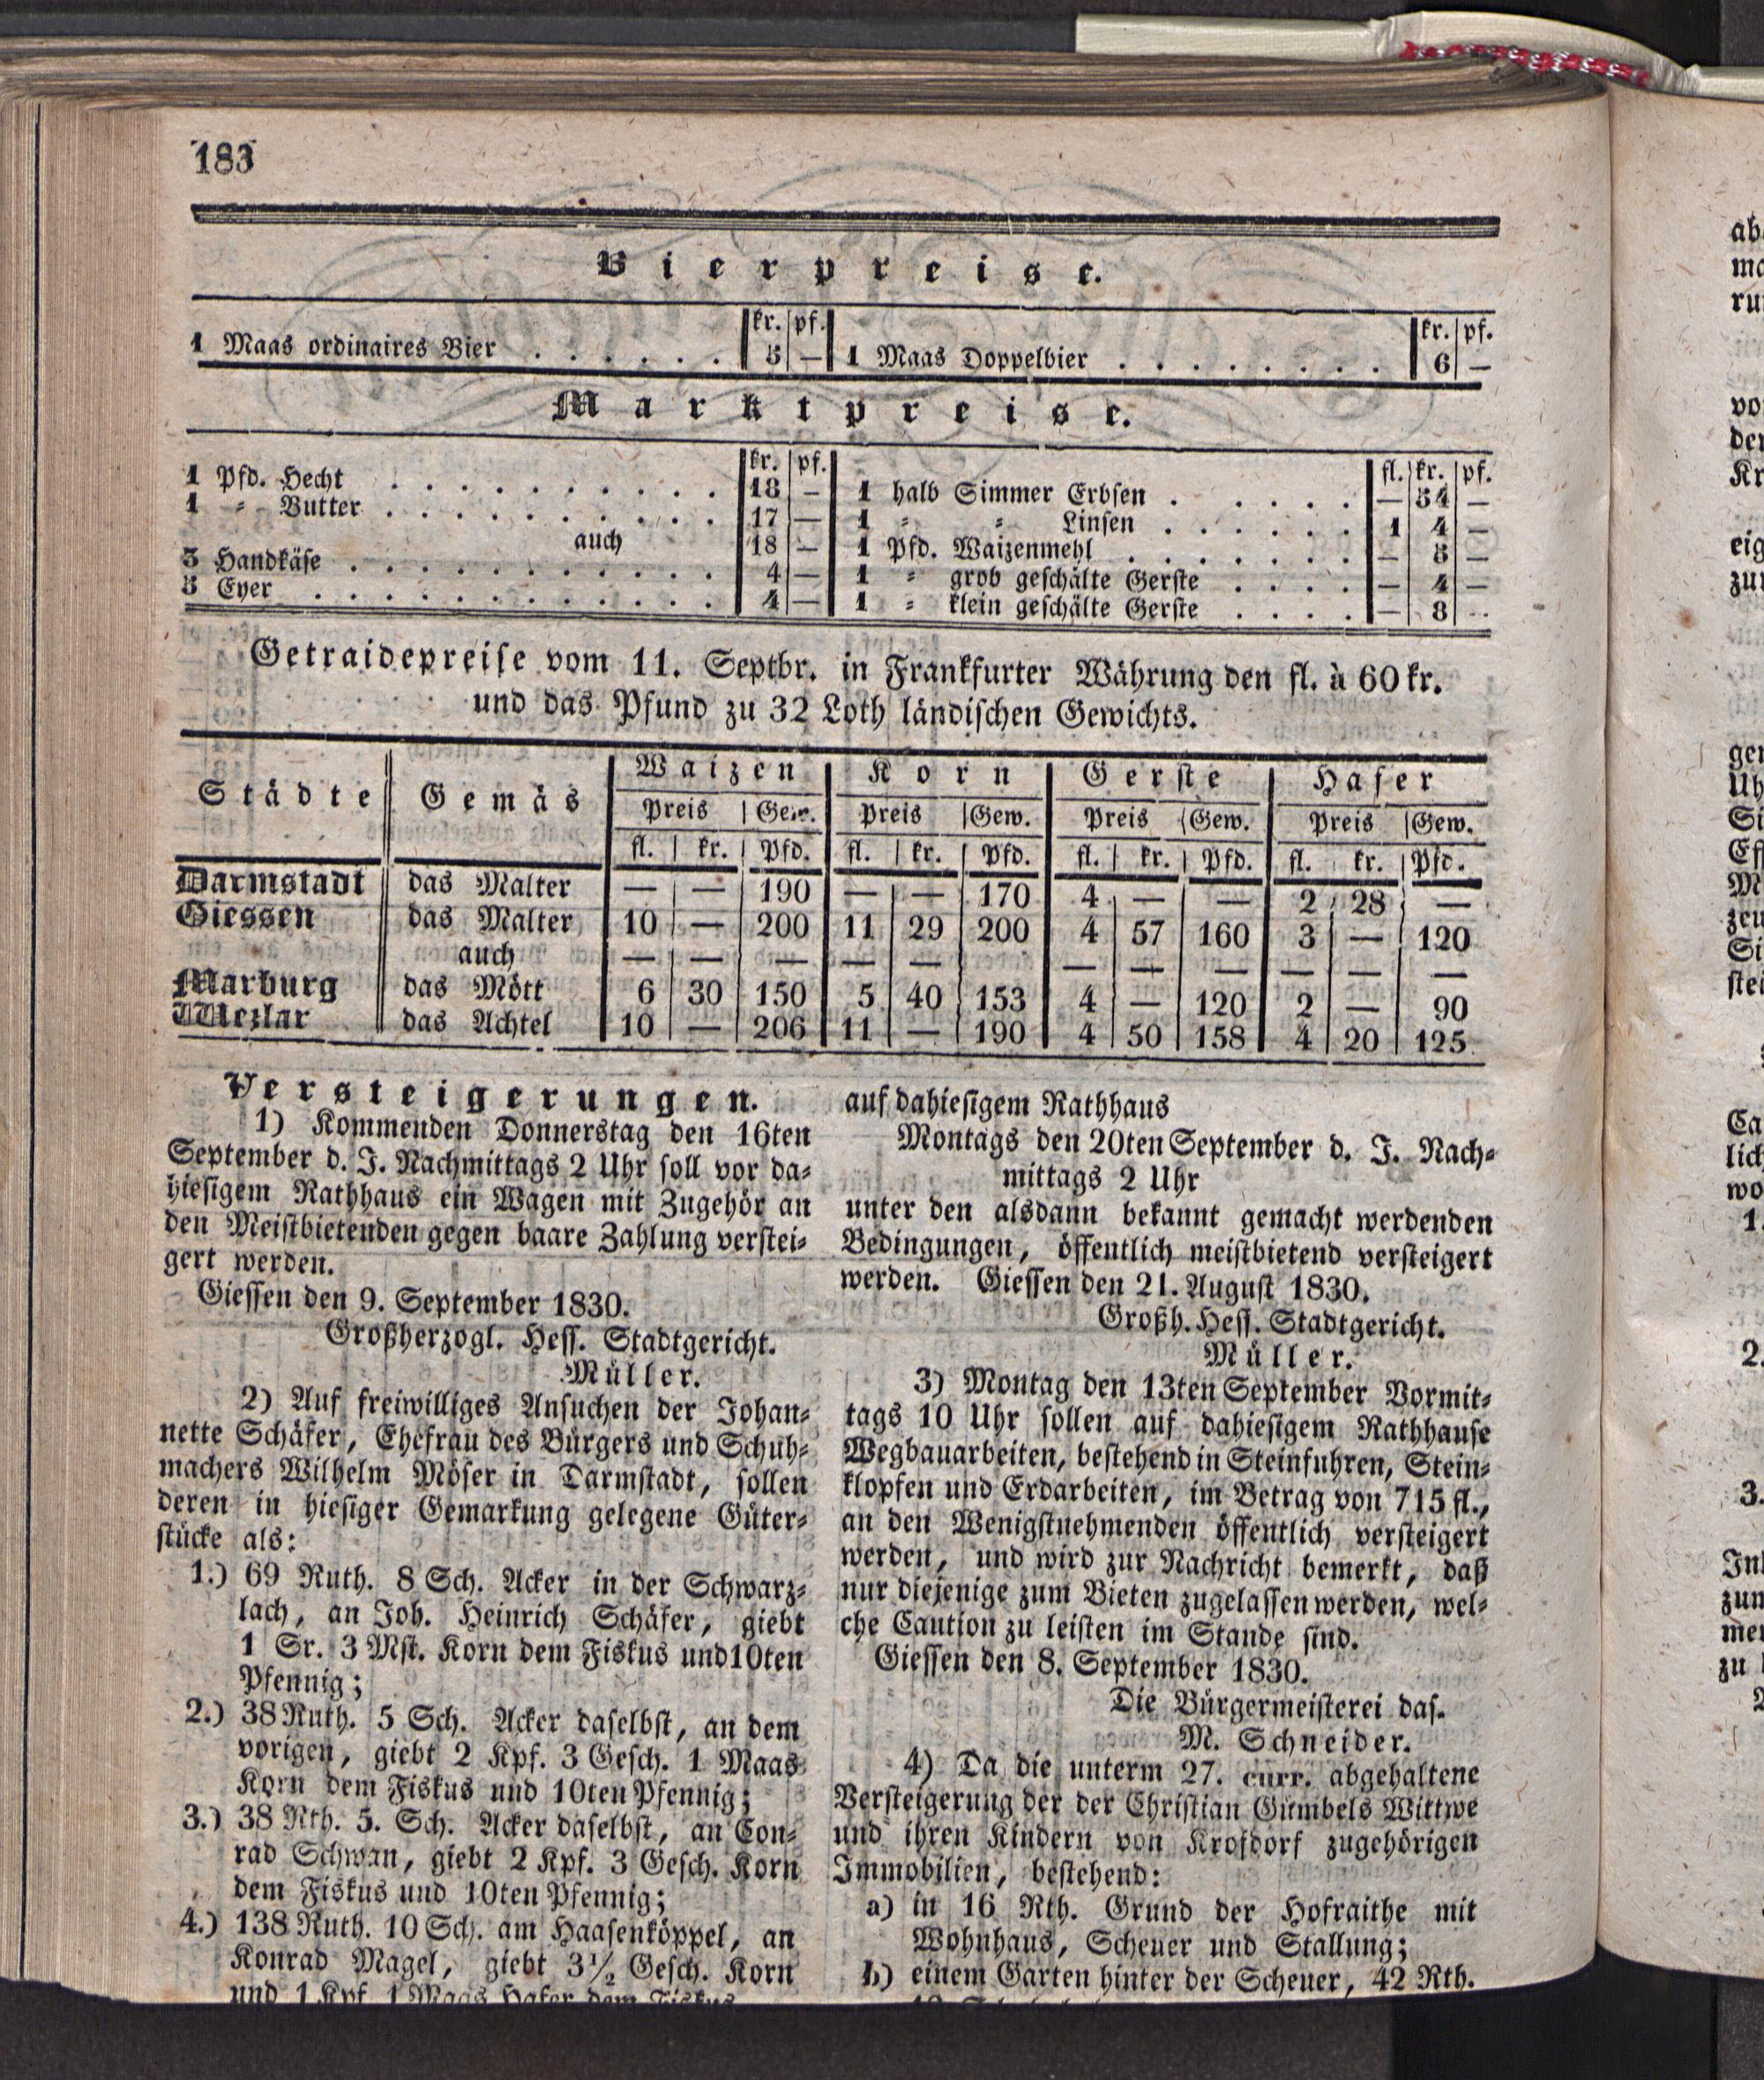 183
Bierpreise.
kr. pf. kr. pf.
1 Maas ordinaires Bier . . . . . . 5 — 1 Maas Doppelbier . . . . . . . . 6 —
Marktpreise.
kr. pf. fl. kr. pf.
1 Pfd. Hecht . . . . . . . . . . 18 — 1 halb Simmer Erbsen . . . . . — 54 —
1 = Butter . . . . . . . . . . 17 — 1 = = Linsen . . . . . . 1 4 —
auch 18 — 1 Pfd. Waizenmehl . . . . . . . — 5 —
3 Handkäse . . . . . . . . . . . 4 — 1 = grob geschälte Gerste . . . . — 4 —
5 Eyer . . . . . . . . . . . . 4 — 1 = klein geschälte Gerste . . . . — 8 —
Getraidepreise vom 11. Septbr. in Frankfurter Währung den fl. à 60 kr.
und das Pfund zu 32 Loth ländischen Gewichts.
Städte Gemäs Waizen Korn Gerste Hafer
Preis Gew. Preis Gew. Preis Gew. Preis Gew.
fl. kr. Pfd. fl. kr. Pfd. fl. kr. Pfd. fl. kr. Pfd.
Darmstadt das Malter — — 190 — — 170 4 — — 2 28 —
Giessen das Malter 10 — 200 11 29 200 4 57 160 3 — 120
auch — — — — — — — — — — —
Marburg das Mött 6 30 150 5 40 153 4 — 120 2 — 90
Wezlar das Achtel 10 — 206 11 — 190 4 50 158 4 20 125
Versteigerungen.
1) Kommenden Donnerstag den 16ten
September d. J. Nachmittags 2 Uhr soll vor da=
hiesigem Rathhaus ein Wagen mit Zugehör an
den Meistbietenden gegen baare Zahlung verstei=
gert werden.
Giessen den 9. September 1830.
Großherzogl. Hess. Stadtgericht.
Müller.
2) Auf freiwilliges Ansuchen der Johan=
nette Schäfer, Ehefrau des Bürgers und Schuh=
machers Wilhelm Möser in Darmstadt, sollen
deren in hiesiger Gemarkung gelegene Güter=
stücke als:
1.) 69 Ruth. 8 Sch. Acker in der Schwarz=
lach, an Joh. Heinrich Schäfer, giebt
1 Sr. 3 Mst. Korn dem Fiskus und 10ten
Pfennig;
2.) 38 Ruth. 5 Sch. Acker daselbst, an dem
vorigen, giebt 2 Kpf. 3 Gesch. 1 Maas
Korn dem Fiskus und 10ten Pfennig;
3.) 38 Rth. 5. Sch. Acker daselbst, an Con=
rad Schwan, giebt 2 Kpf. 3 Gesch. Korn
dem Fiskus und 10ten Pfennig;
4.) 138 Ruth. 10 Sch. am Haasenköppel, an
Konrad Magel, giebt 3½ Gesch. Korn
und 1 Kpf. 1 Maas Hafer dem Fiskus
auf dahiesigem Rathhaus
Montags den 20ten September d. J. Nach=
mittags 2 Uhr
unter den alsdann bekannt gemacht werdenden
Bedingungen, öffentlich meistbietend versteigert
werden. Giessen den 21. August 1830.
Großh. Hess. Stadtgericht.
Müller.
3) Montag den 13ten September Vormit=
tags 10 Uhr sollen auf dahiesigem Rathhause
Wegbauarbeiten, bestehend in Steinfuhren, Stein=
klopfen und Erdarbeiten, im Betrag von 715 fl.,
an den Wenigstnehmenden öffentlich versteigert
werden, und wird zur Nachricht bemerkt, daß
nur diejenige zum Bieten zugelassen werden, wel=
che Caution zu leisten im Stande sind.
Giessen den 8. September 1830.
Die Bürgermeisterei das.
M. Schneider.
4) Da die unterm 27. curr. abgehaltene
Versteigerung der der Christian Gümbels Wittwe
und ihren Kindern von Krofdorf zugehörigen
Immobilien, bestehend:
a) in 16 Rth. Grund der Hofraithe mit
Wohnhaus, Scheuer und Stallung;
b) einem Garten hinter der Scheuer, 42 Rth.